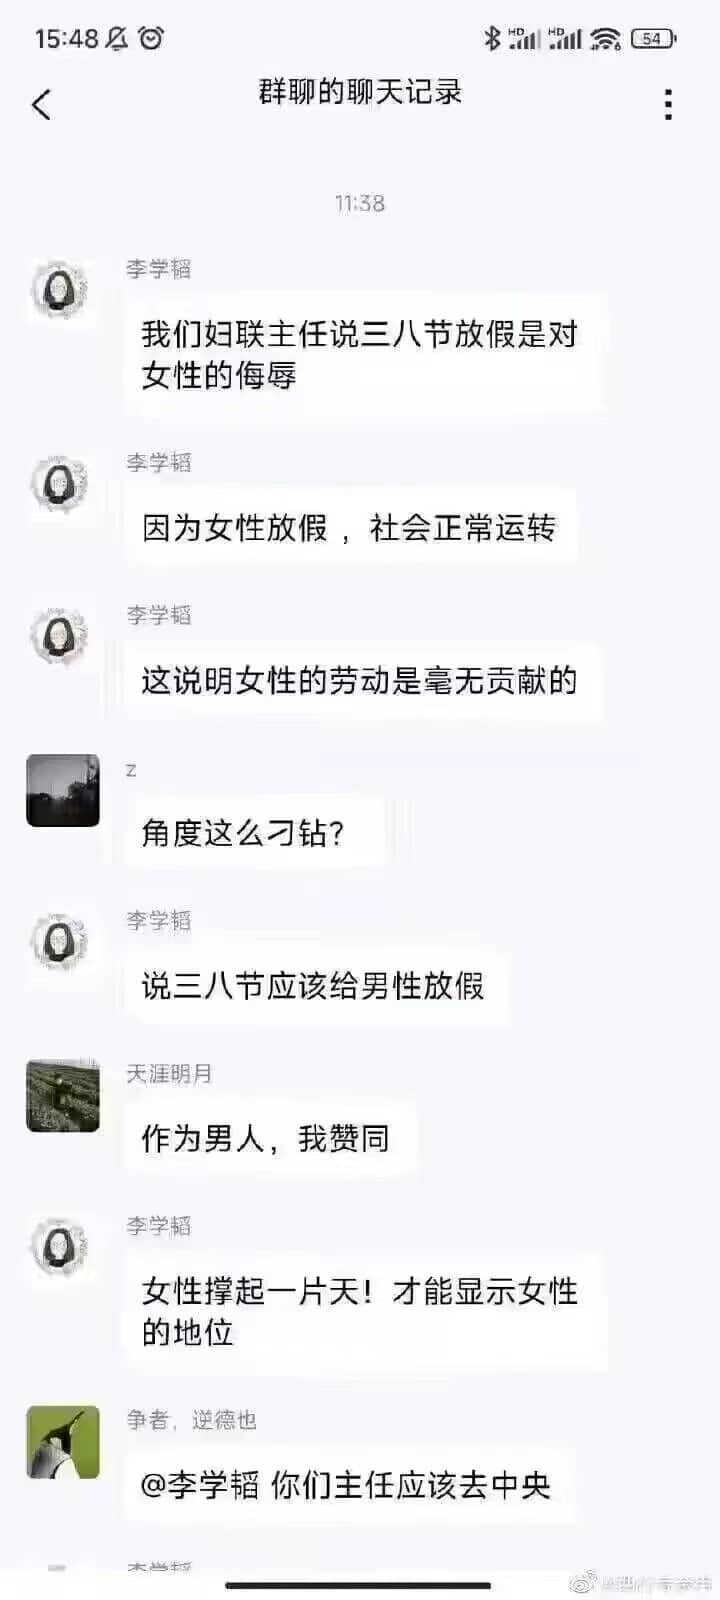 15:48
HD
HD
6
54
群聊的聊天记录
11:38
李学韬
我们妇联主任说三八节放假是对
女性的侮辱
李学韬
因为女性放假，社会正常运转
李学韬
这说明女性的劳动是毫无贡献的
z
角度这么刁钻？
李学韬
说三八节应该给男性放假
天涯明月
作为男人，我赞同
李学韬
女性撑起一片天！才能显示女性
的地位
争者，逆德也
@李学韬 你们主任应该去中央
李学韬